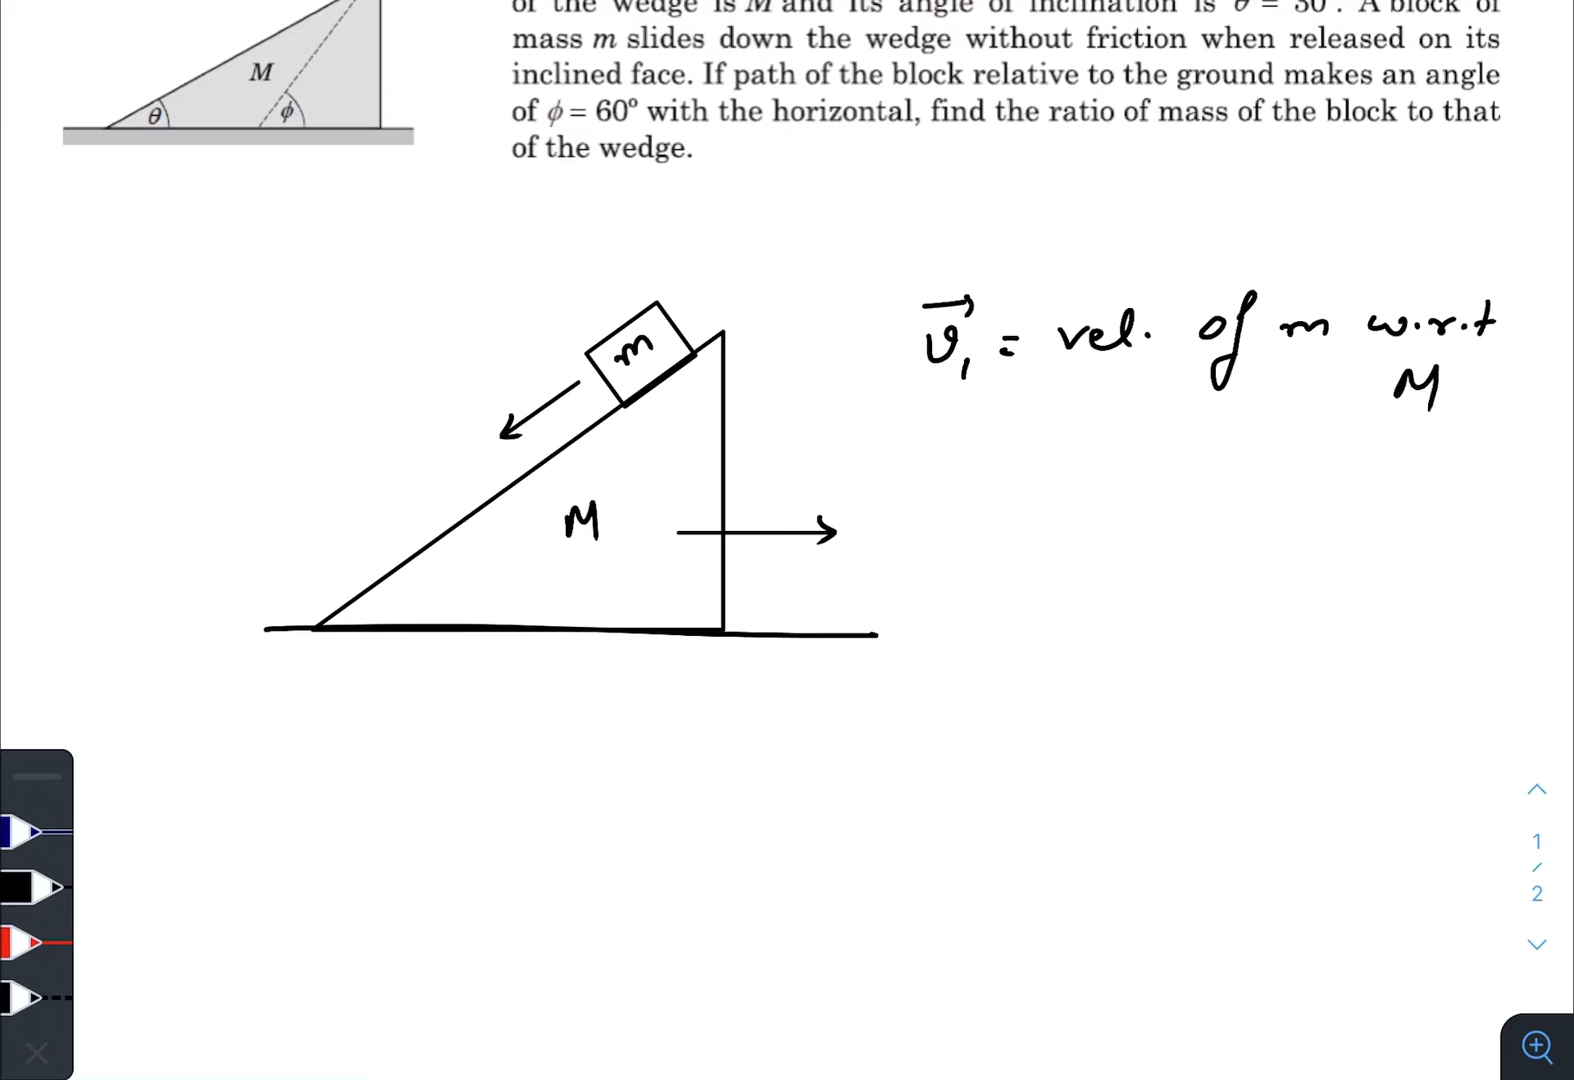 of the wedge is M and its angle of inclination is θ = 30°. A block of
mass m slides down the wedge without friction when released on its
inclined face. If path of the block relative to the ground makes an angle
of ϕ = 60° with the horizontal, find the ratio of mass of the block to that
of the wedge.
M
θ
ϕ
m
M
v⃗₁ = vel. of m w.r.t
M
1
/
2